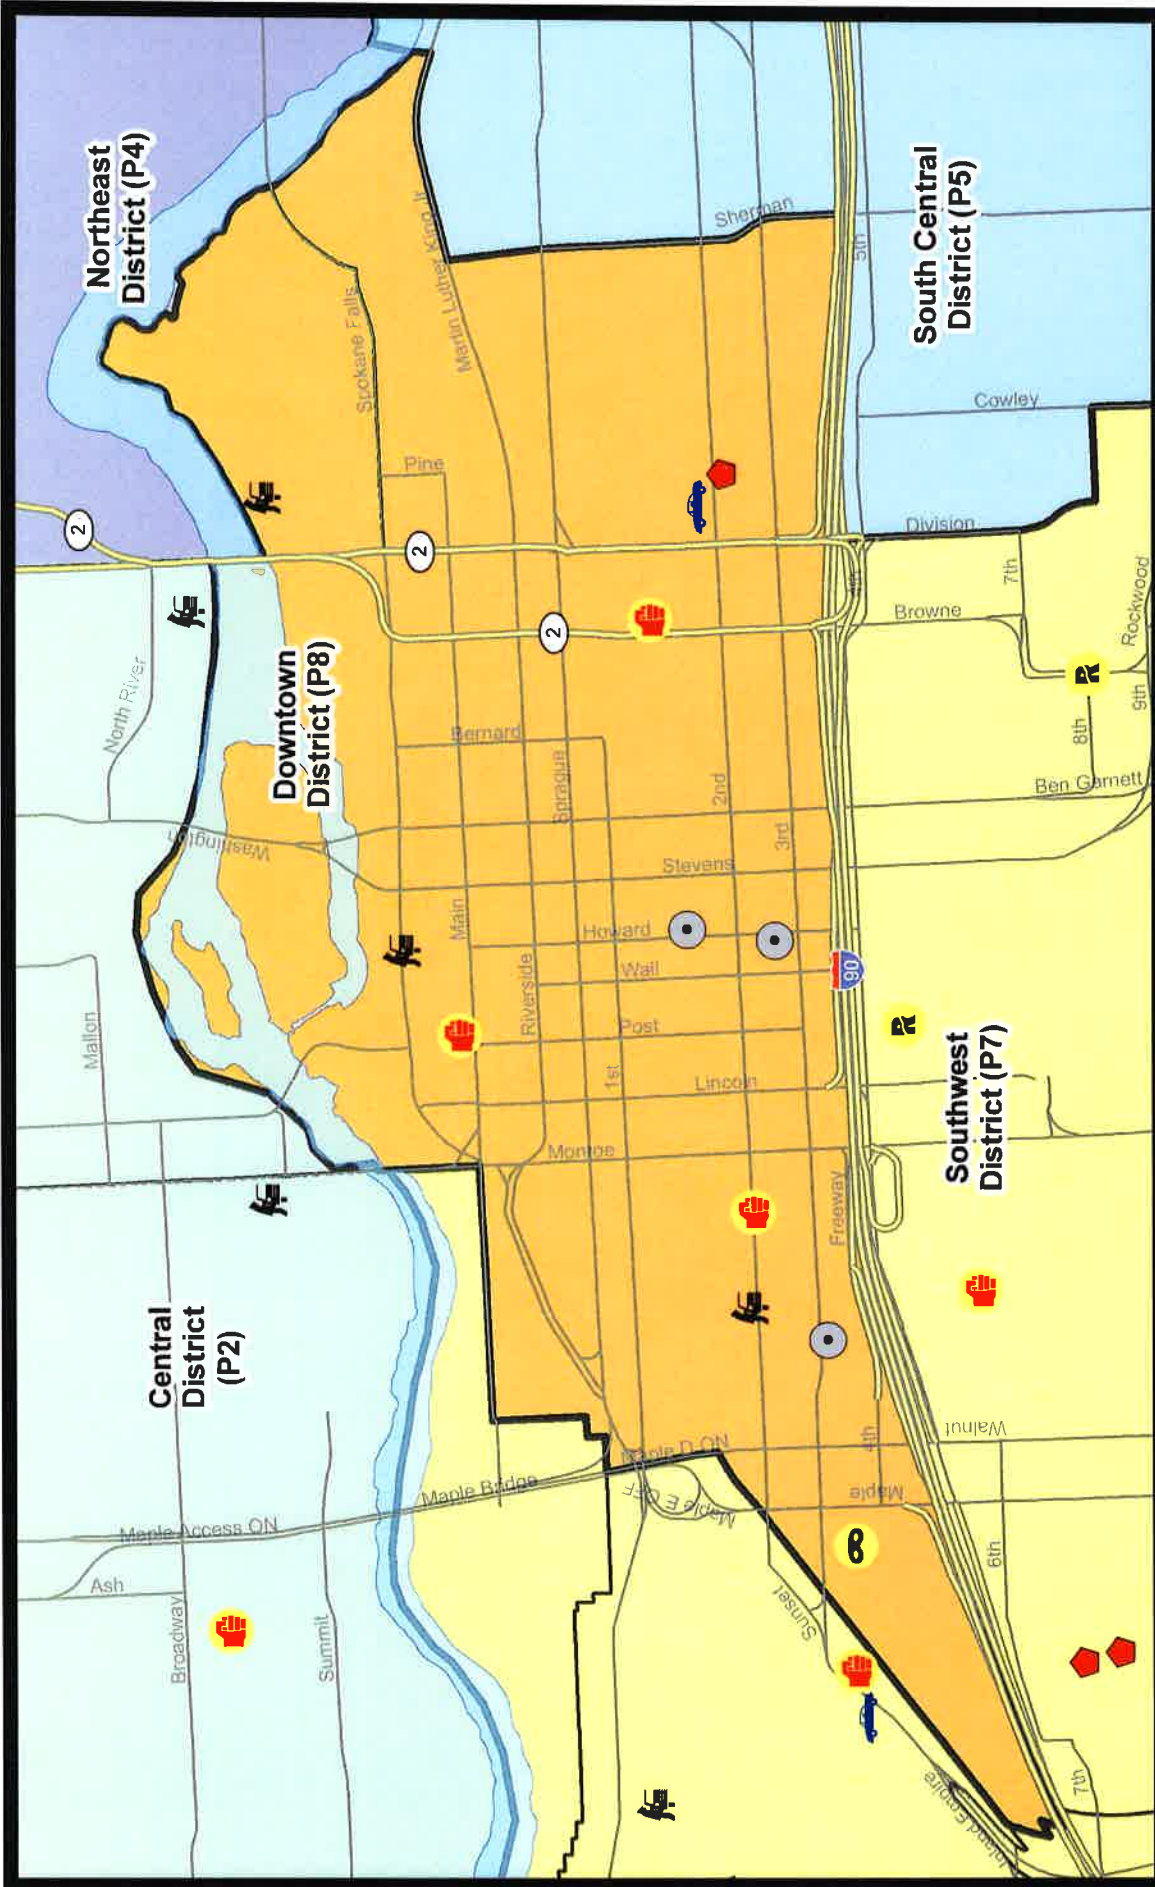 Northeast
District (P4)
South Central
District (P5)
Downtown
District (P8)
Central
District
(P2)
Southwest
District (P7)
Sherman
Martin Luther King Jr
Spokane Falls
5th
Cowley
Pine
Division
2
2
2
4th
7th
Browne
Rockwood
8th
9th
Ben Garnett
North River
Washington
Bernard
Sprague
2nd
3rd
Stevens
Main
Howard
Riverside
Wall
Post
1st
Lincoln
90
Mallon
Monroe
Freeway
Walnut
4th
Maple D ON
Maple E OFF
Maple
Maple Bridge
Maple Access ON
Ash
Broadway
Summit
Sunset
6th
7th
Inland Empire